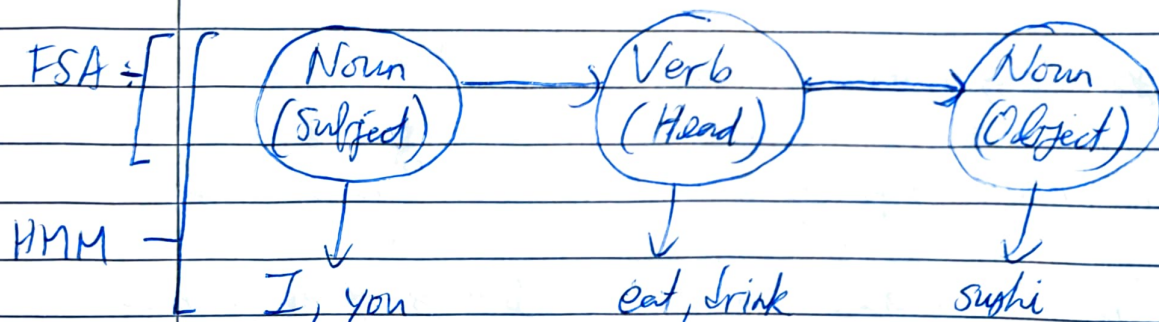 FSA
Noun Verb Noun
(Subject) (Head) (Object)
HMM
I, you eat, drink sushi